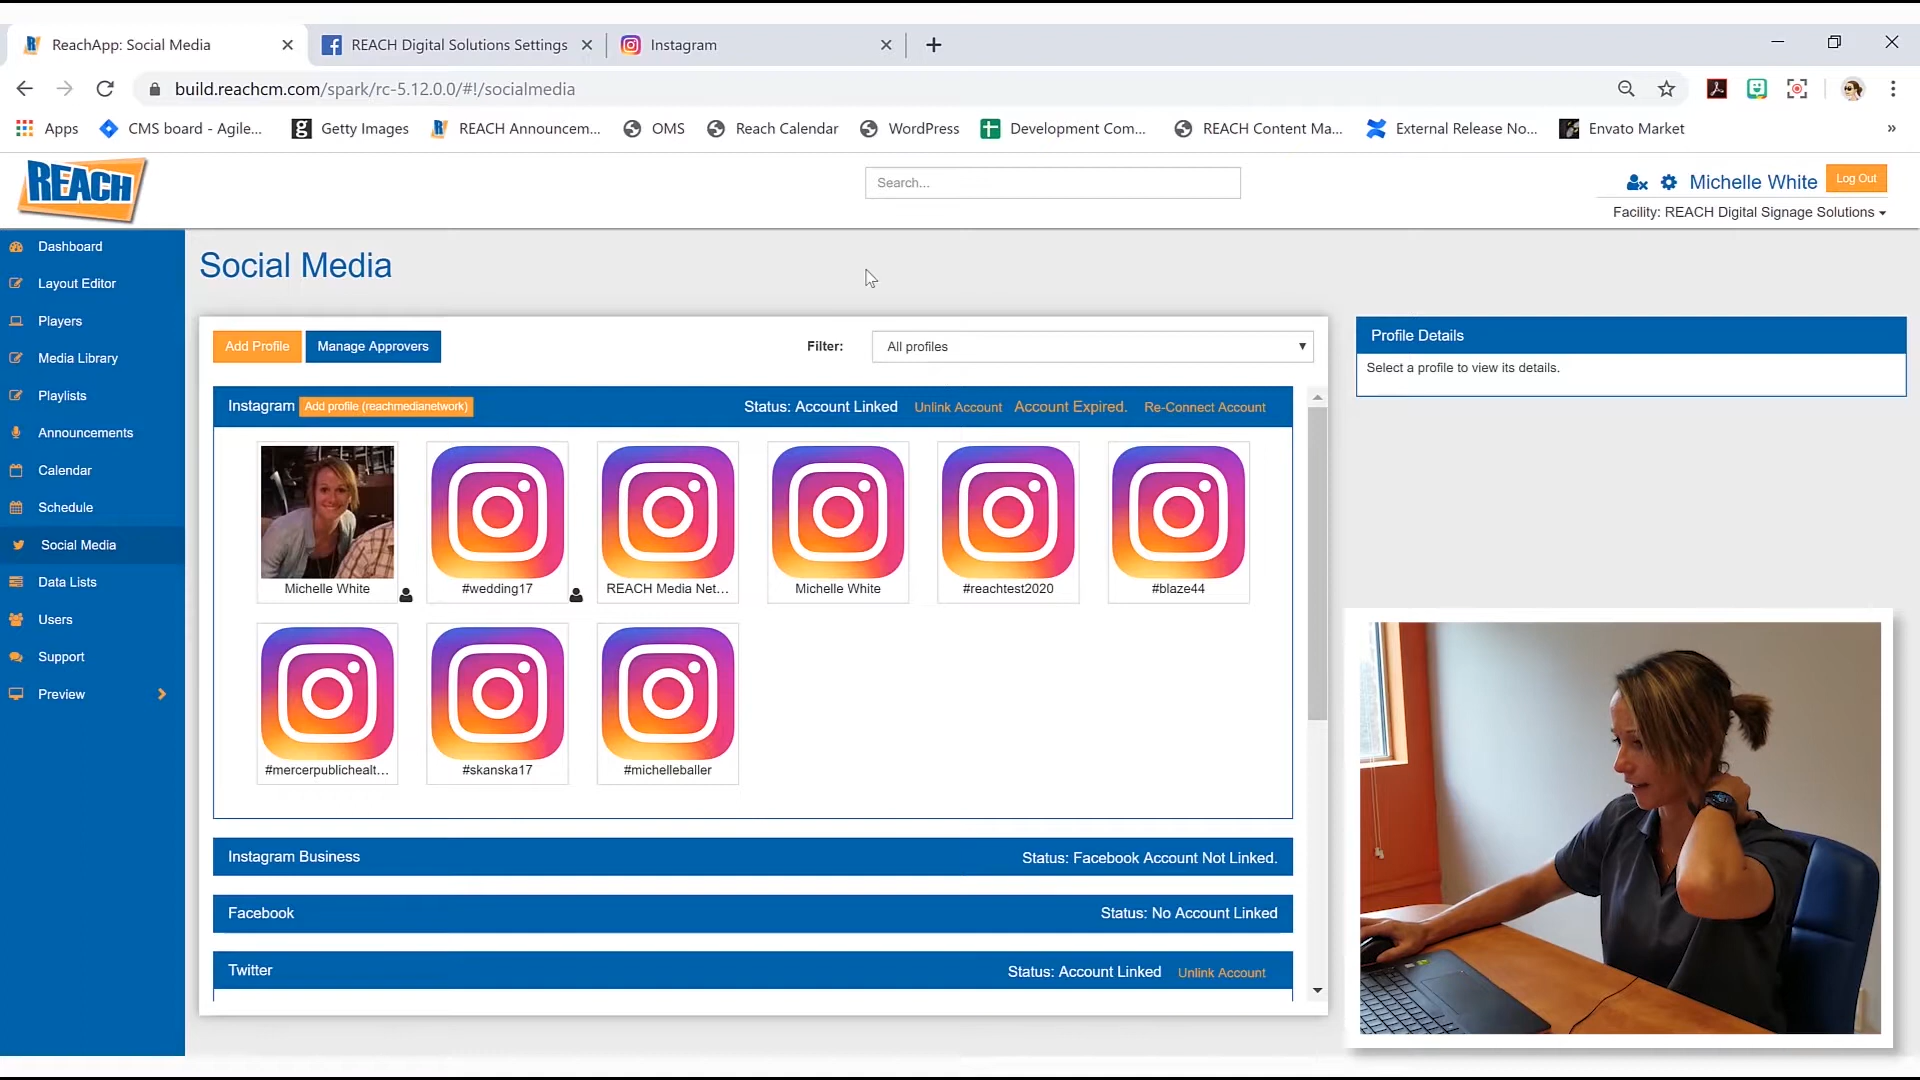 ReachApp: Social Media
REACH Digital Solutions Settings
Instagram
build.reachcm.com/spark/rc-5.12.0.0/#!/socialmedia
Apps
CMS board - Agile...
Getty Images
REACH Announcem...
OMS
Reach Calendar
WordPress
Development Com...
REACH Content Ma...
External Release No...
Envato Market
»
REACH
Search...
Michelle White
Log Out
Facility: REACH Digital Signage Solutions
Dashboard
Layout Editor
Players
Media Library
Playlists
Announcements
Calendar
Schedule
Social Media
Data Lists
Users
Support
Preview
Social Media
Add Profile
Manage Approvers
Filter:
All profiles
Instagram
Add profile (reachmedianetwork)
Status: Account Linked
Unlink Account
Account Expired.
Re-Connect Account
Michelle White
#wedding17
REACH Media Net...
Michelle White
#reachtest2020
#blaze44
#mercerpublichealt...
#skanska17
#michelleballer
Instagram Business
Status: Facebook Account Not Linked.
Facebook
Status: No Account Linked
Twitter
Status: Account Linked
Unlink Account
Profile Details
Select a profile to view its details.